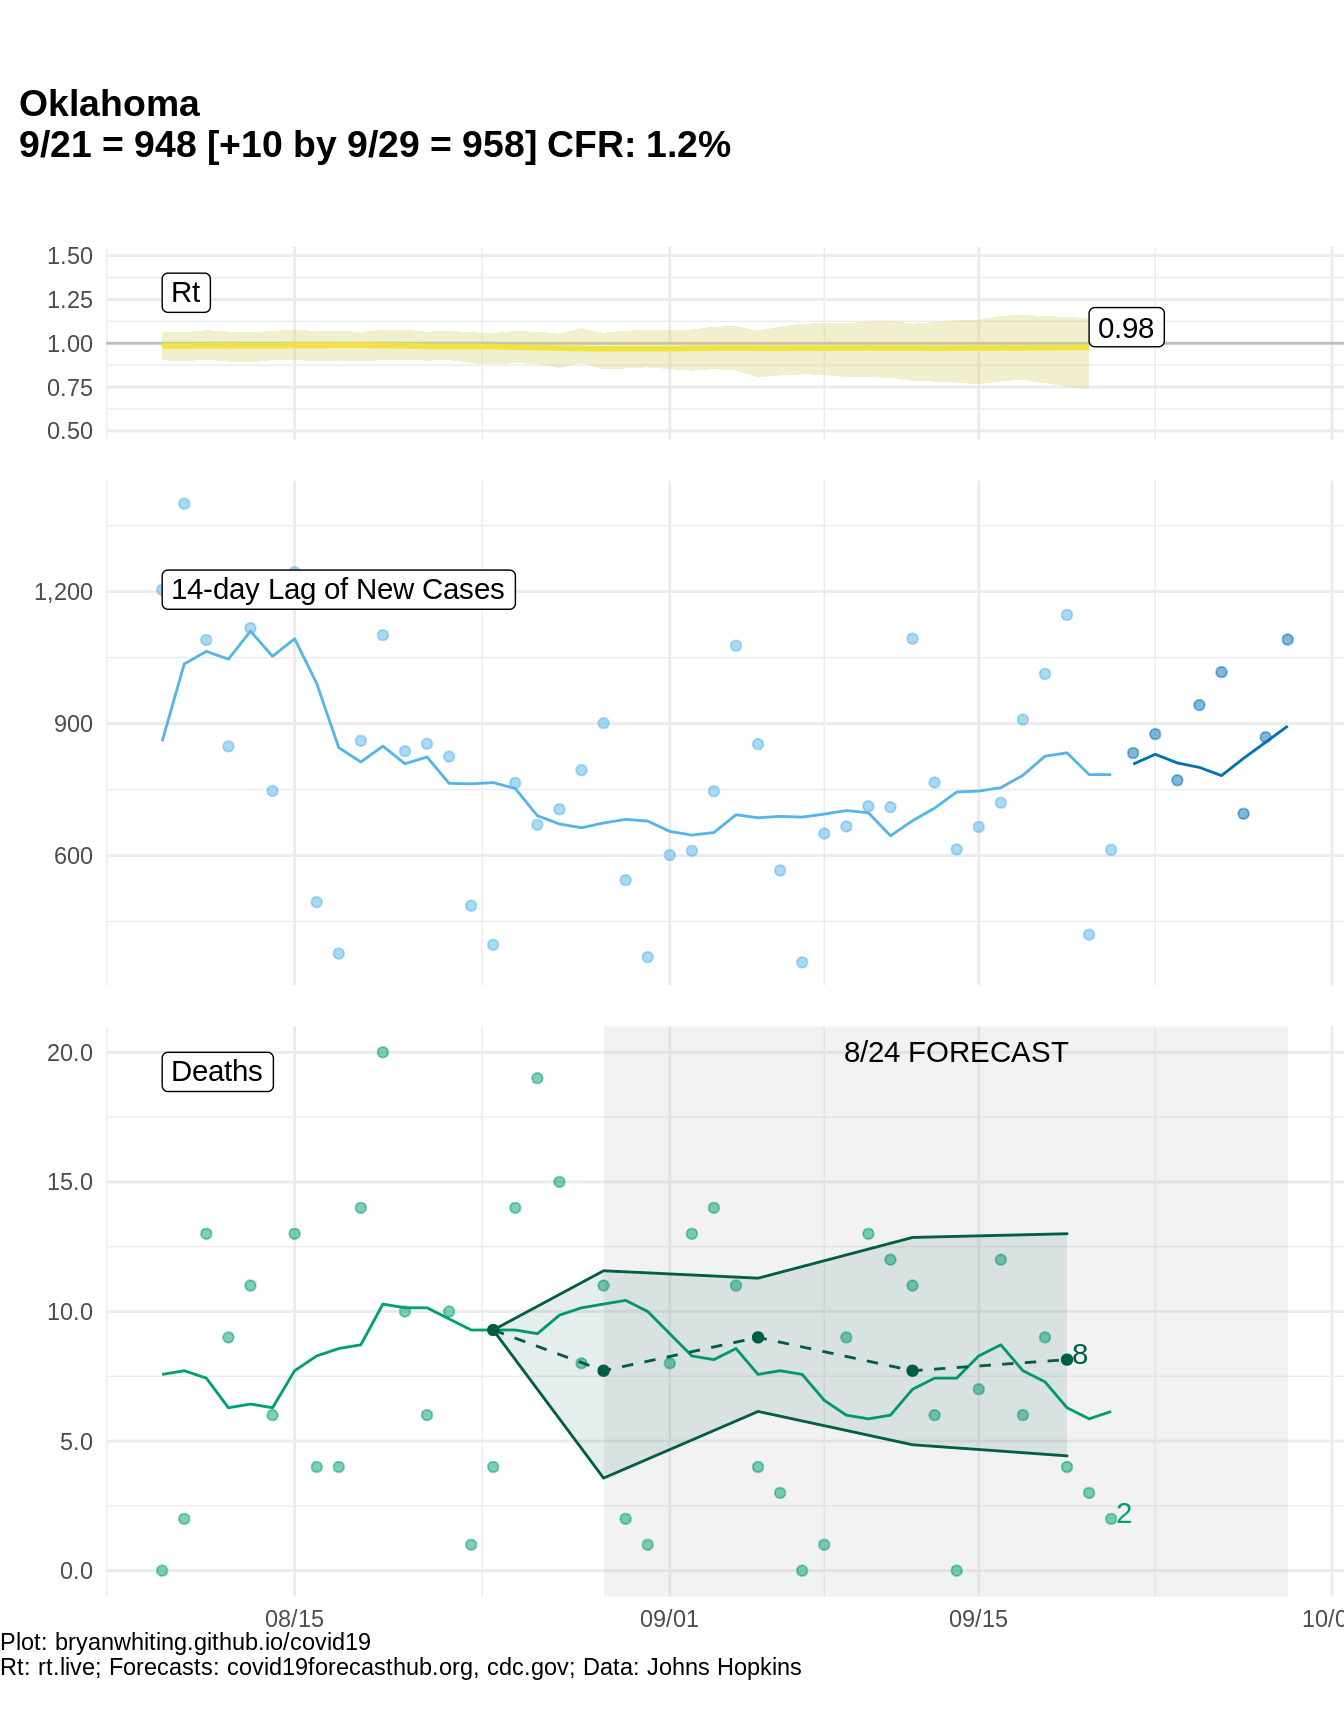 Oklahoma
9/21 = 948 [+10 by 9/29 = 958] CFR: 1.2%
1.50
1.25
1.00
0.75
0.50
Rt
0.98
1,200
900
600
14-day Lag of New Cases
20.0
15.0
10.0
5.0
0.0
Deaths
8/24 FORECAST
8
2
08/15
09/01
09/15
10/0
Plot: bryanwhiting.github.io/covid19
Rt: rt.live; Forecasts: covid19forecasthub.org, cdc.gov; Data: Johns Hopkins